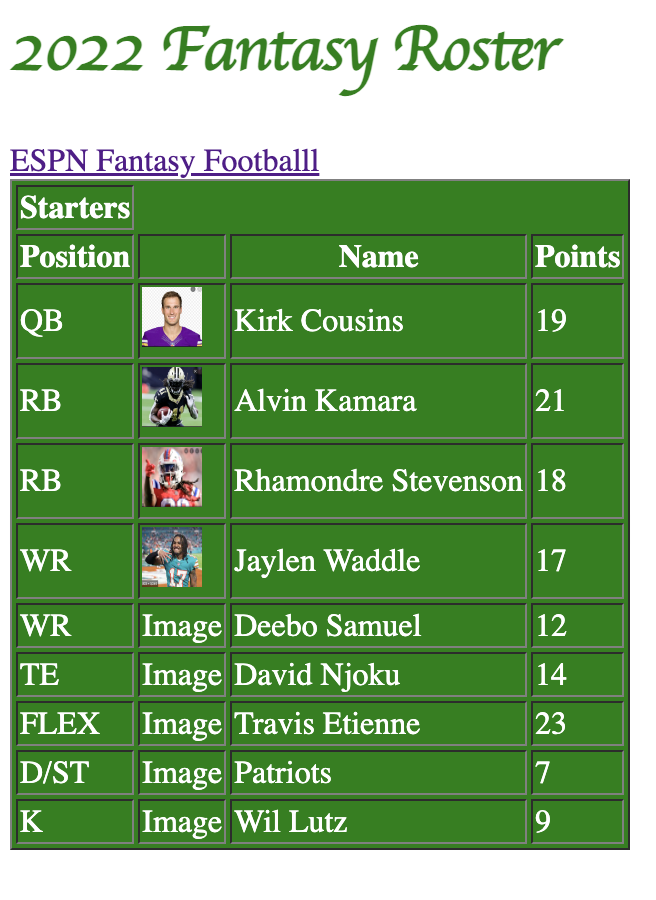 2022 Fantasy Roster
ESPN Fantasy Footballl
Starters
Position Name Points
QB Kirk Cousins 19
RB Alvin Kamara 21
RB Rhamondre Stevenson 18
WR Jaylen Waddle 17
WR Image Deebo Samuel 12
TE Image David Njoku 14
FLEX Image Travis Etienne 23
D/ST Image Patriots 7
K Image Wil Lutz 9